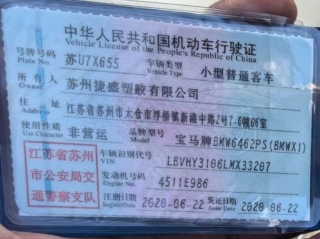 中华人民共和国机动车行驶证
Vehicle License of the People's Republic of China
号牌号码 苏U7X655 车辆类型 小型普通客车
Plate No. Vehicle Type
所有人 苏州捷盛塑胶有限公司
Owner
住址 江苏省苏州市太仓市浮桥镇新港中路2号7-6幢06室
Address
使用性质 非营运 品牌型号 宝马牌BMW6462PS(BMWX1)
Use Character Model
江苏省苏州市公安局交通警察支队
车辆识别代号 LBVHY3106LMX33207
VIN
发动机号码 4511E986
Engine No.
注册日期 2020-06-22 发证日期 2020-06-22
Register Date Issue Date